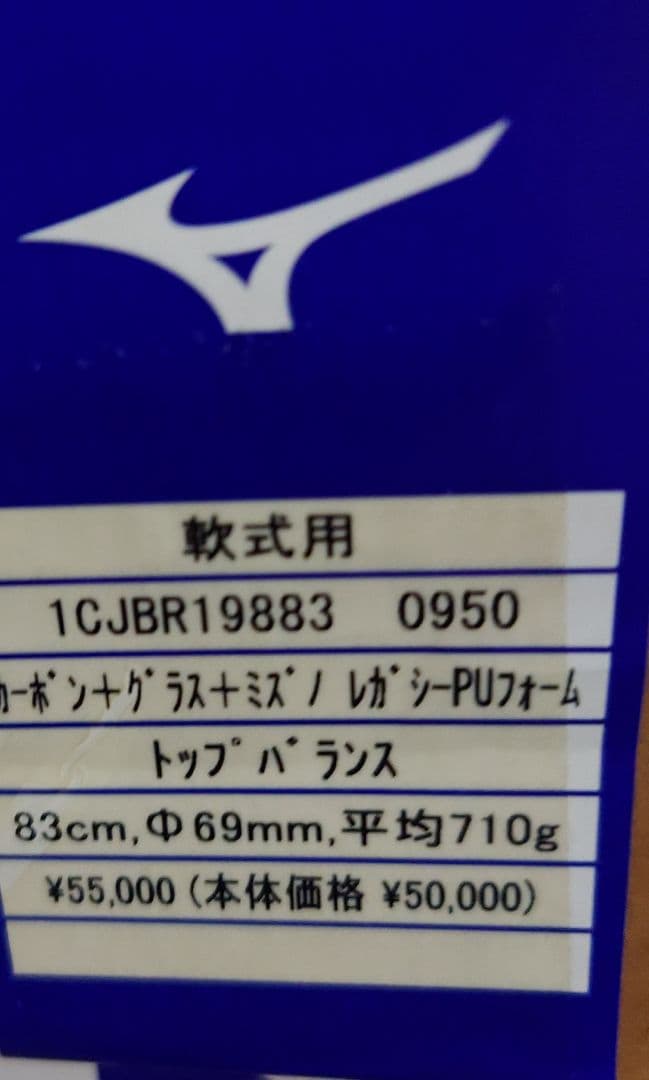 軟式用
1CJBR19883 0950
ｶｰﾎﾞﾝ+ｸﾞﾗｽ+ﾐｽﾞﾉ ﾚｶﾞｼｰPUﾌｫｰﾑ
ﾄｯﾌﾟﾊﾞﾗﾝｽ
83cm,Φ69mm,平均710g
¥55,000 (本体価格 ¥50,000)